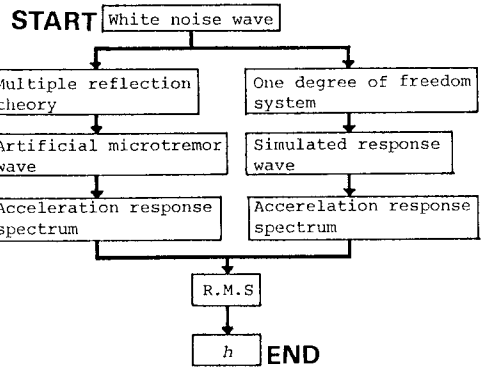 START White noise wave
Multiple reflection
theory
One degree of freedom
system
Artificial microtremor
wave
Simulated response
wave
Acceleration response
spectrum
Accerelation response
spectrum
R.M.S
h END